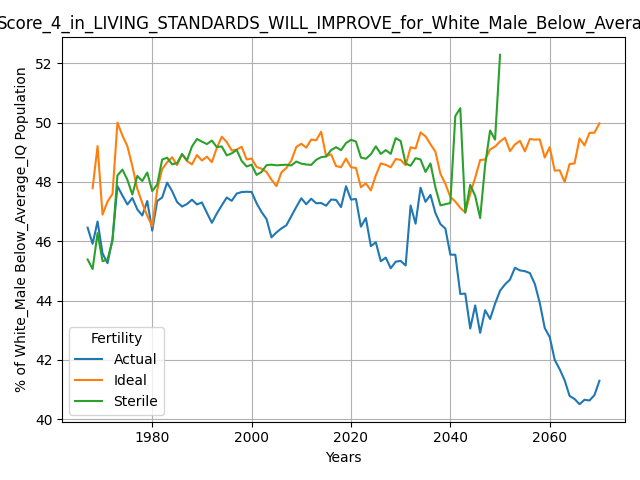 Score_4_in_LIVING_STANDARDS_WILL_IMPROVE_for_White_Male_Below_Avera
% of White_Male Below_Average_IQ Population
52
50
48
46
44
42
40
Fertility
Actual
Ideal
Sterile
1980 2000 2020 2040 2060
Years